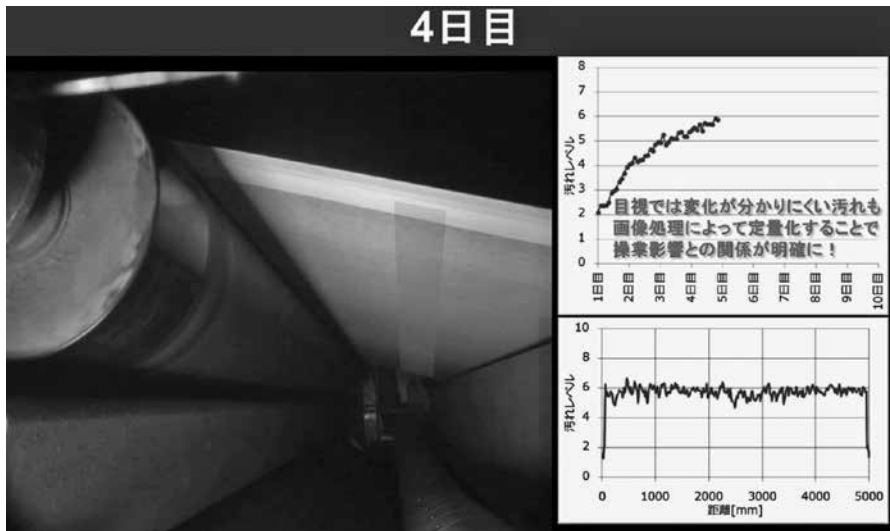 4日目
8
7
6
5
4
3
2
1
0
汚れレベル
目視では変化が分かりにくい汚れも
画像処理によって定量化することで
操業影響との関係が明確に！
1日目
2日目
3日目
4日目
5日目
6日目
7日目
8日目
9日目
10日目
10
8
6
4
2
0
汚れレベル
0 1000 2000 3000 4000 5000
距離[mm]